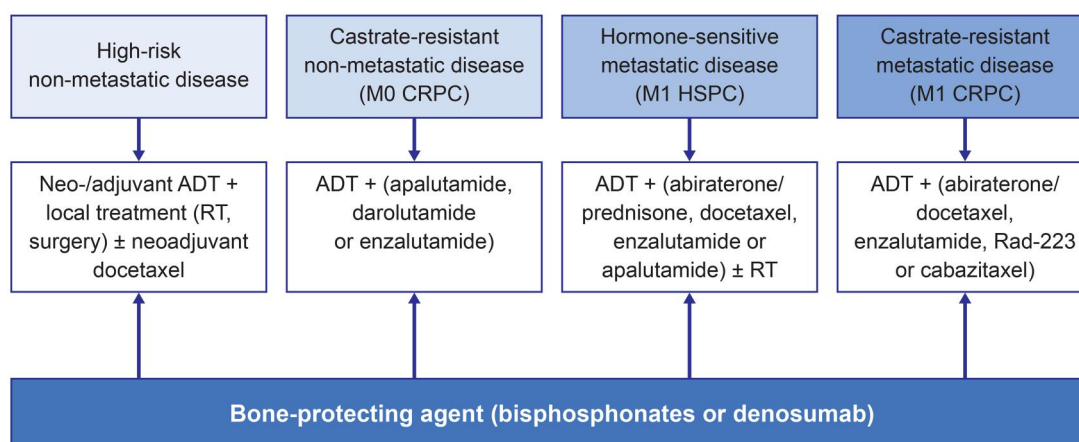 High-risk
non-metastatic disease
Castrate-resistant
non-metastatic disease
(M0 CRPC)
Hormone-sensitive
metastatic disease
(M1 HSPC)
Castrate-resistant
metastatic disease
(M1 CRPC)
Neo-/adjuvant ADT +
local treatment (RT,
surgery) ± neoadjuvant
docetaxel
ADT + (apalutamide,
darolutamide
or enzalutamide)
ADT + (abiraterone/
prednisone, docetaxel,
enzalutamide or
apalutamide) ± RT
ADT + (abiraterone/
docetaxel,
enzalutamide, Rad-223
or cabazitaxel)
Bone-protecting agent (bisphosphonates or denosumab)